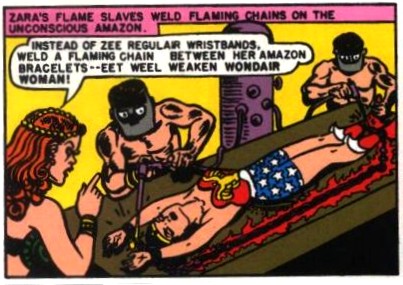 ZARA'S FLAME SLAVES WELD FLAMING CHAINS ON THE
UNCONSCIOUS AMAZON.
INSTEAD OF ZEE REGULAR WRISTBANDS,
WELD A FLAMING CHAIN BETWEEN HER AMAZON
BRACELETS--EET WEEL WEAKEN WONDAIR
WOMAN!